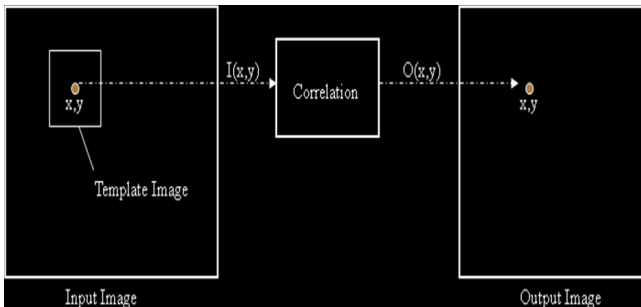 I(x,y)
O(x,y)
Correlation
x,y
x,y
Template Image
Input Image
Output Image